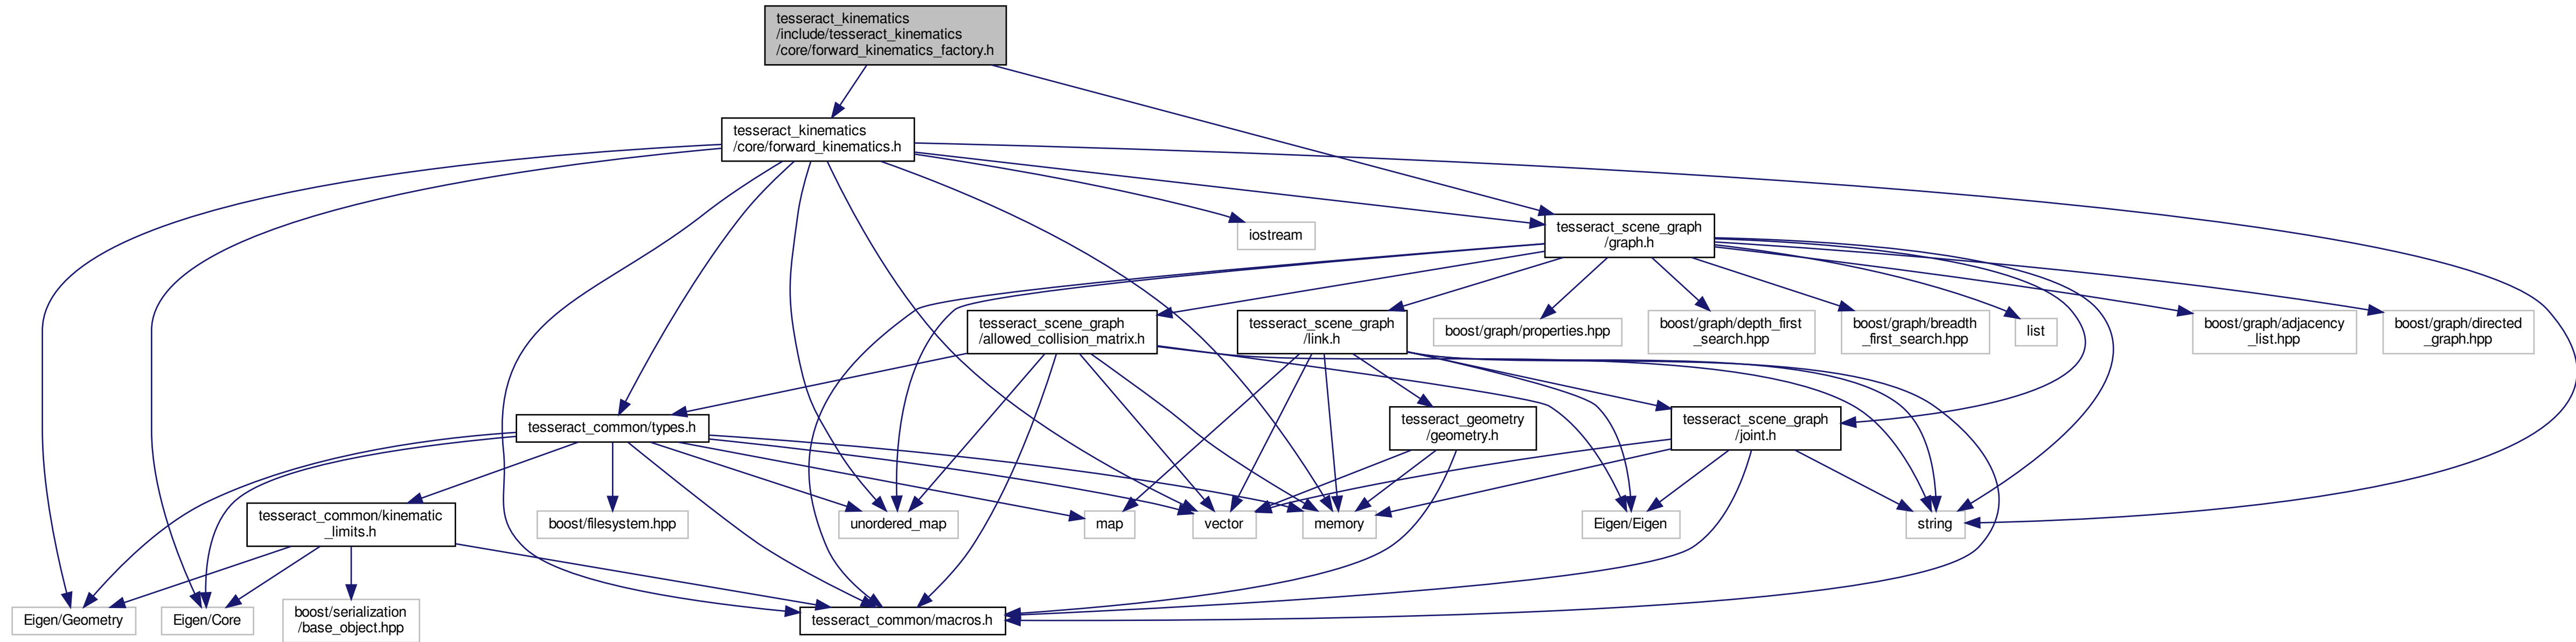 tesseract_kinematics
/include/tesseract_kinematics
/core/forward_kinematics_factory.h
tesseract_kinematics
/core/forward_kinematics.h
iostream
tesseract_scene_graph
/graph.h
tesseract_scene_graph
/allowed_collision_matrix.h
tesseract_scene_graph
/link.h
boost/graph/properties.hpp
boost/graph/depth_first
_search.hpp
boost/graph/breadth
_first_search.hpp
list
boost/graph/adjacency
_list.hpp
boost/graph/directed
_graph.hpp
tesseract_common/types.h
tesseract_geometry
/geometry.h
tesseract_scene_graph
/joint.h
tesseract_common/kinematic
_limits.h
boost/filesystem.hpp
unordered_map
map
vector
memory
Eigen/Eigen
string
Eigen/Geometry
Eigen/Core
boost/serialization
/base_object.hpp
tesseract_common/macros.h